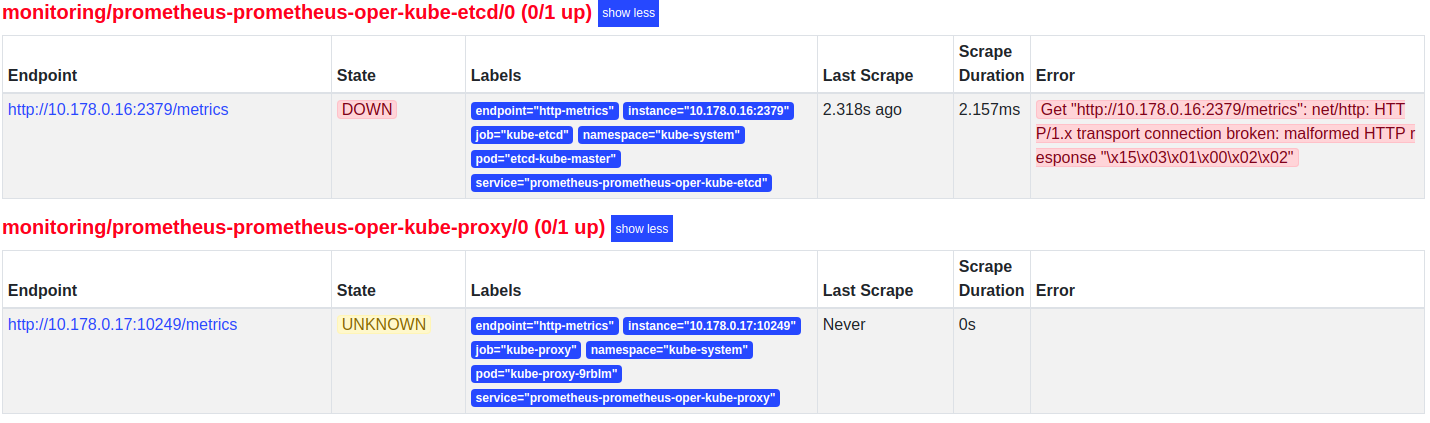 monitoring/prometheus-prometheus-oper-kube-etcd/0 (0/1 up) show less
Endpoint State Labels Last Scrape Scrape Duration Error
http://10.178.0.16:2379/metrics DOWN endpoint="http-metrics" instance="10.178.0.16:2379" 2.318s ago 2.157ms Get "http://10.178.0.16:2379/metrics": net/http: HTT
job="kube-etcd" namespace="kube-system" P/1.x transport connection broken: malformed HTTP r
pod="etcd-kube-master" esponse "\x15\x03\x01\x00\x02\x02"
service="prometheus-prometheus-oper-kube-etcd"
monitoring/prometheus-prometheus-oper-kube-proxy/0 (0/1 up) show less
Endpoint State Labels Last Scrape Scrape Duration Error
http://10.178.0.17:10249/metrics UNKNOWN endpoint="http-metrics" instance="10.178.0.17:10249" Never 0s
job="kube-proxy" namespace="kube-system"
pod="kube-proxy-9rblm"
service="prometheus-prometheus-oper-kube-proxy"